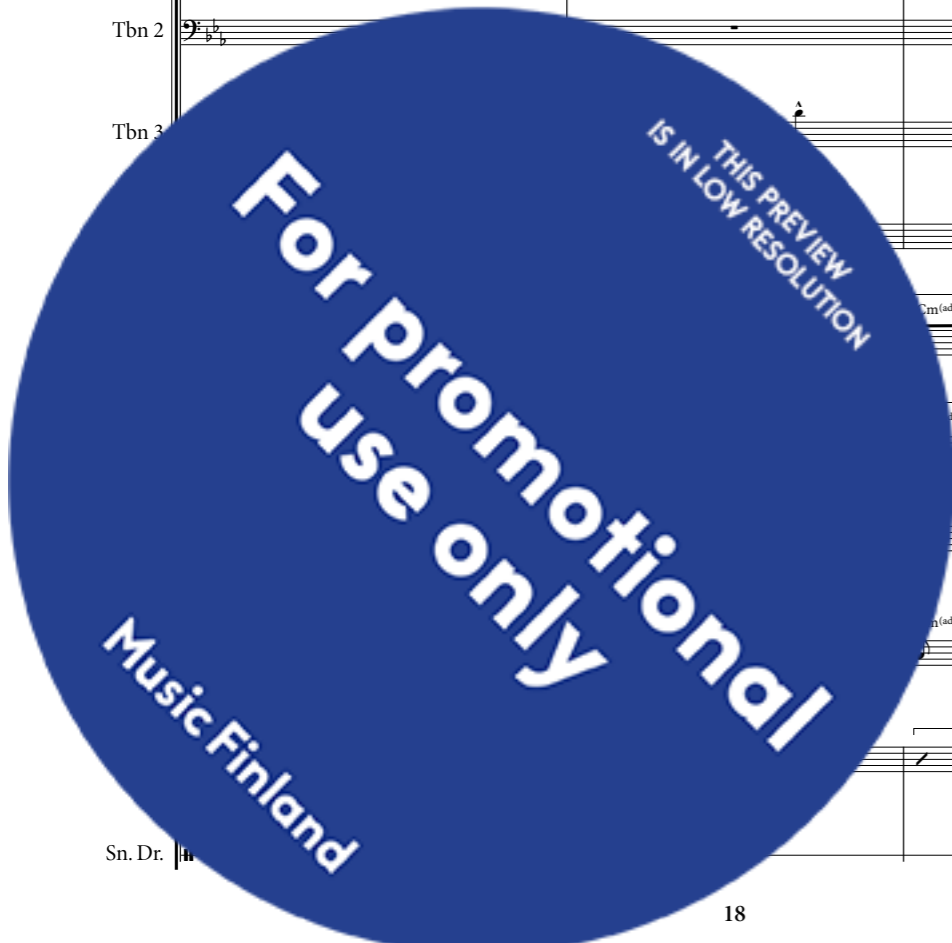 Tbn 2
Tbn 3
THIS PREVIEW
IS IN LOW RESOLUTION
For promotional
use only
Music Finland
Sn. Dr.
18